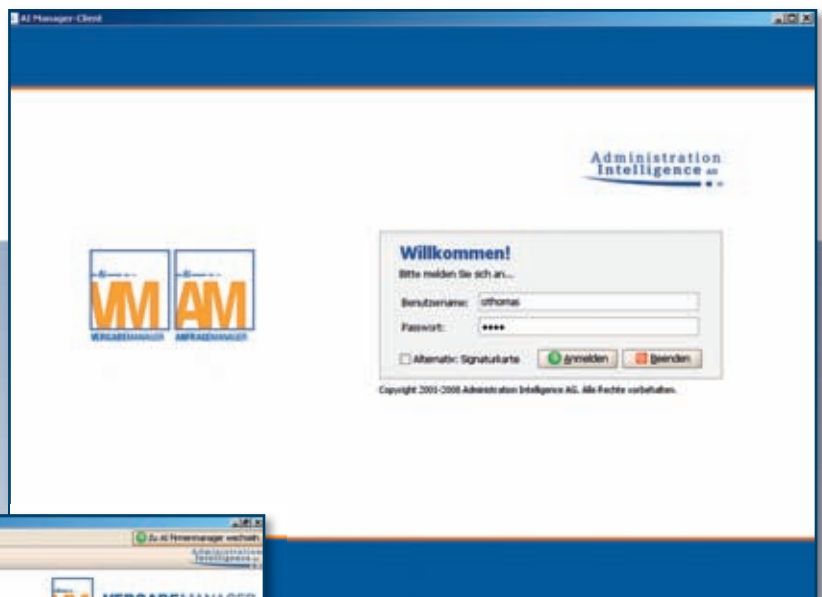 AI Manager-Client
Administration
Intelligence AG
VM AM
VERGABEMANAGER ANFRAGEMANAGER
Willkommen!
Bitte melden Sie sich an...
Benutzername: othomas
Passwort: ••••
Alternativ: Signaturkarte Anmelden Beenden
Copyright 2001-2008 Administration Intelligence AG. Alle Rechte vorbehalten.
Zu AI Firmenmanager wechseln
Administration
Intelligence
VM VERGABEMANAGER